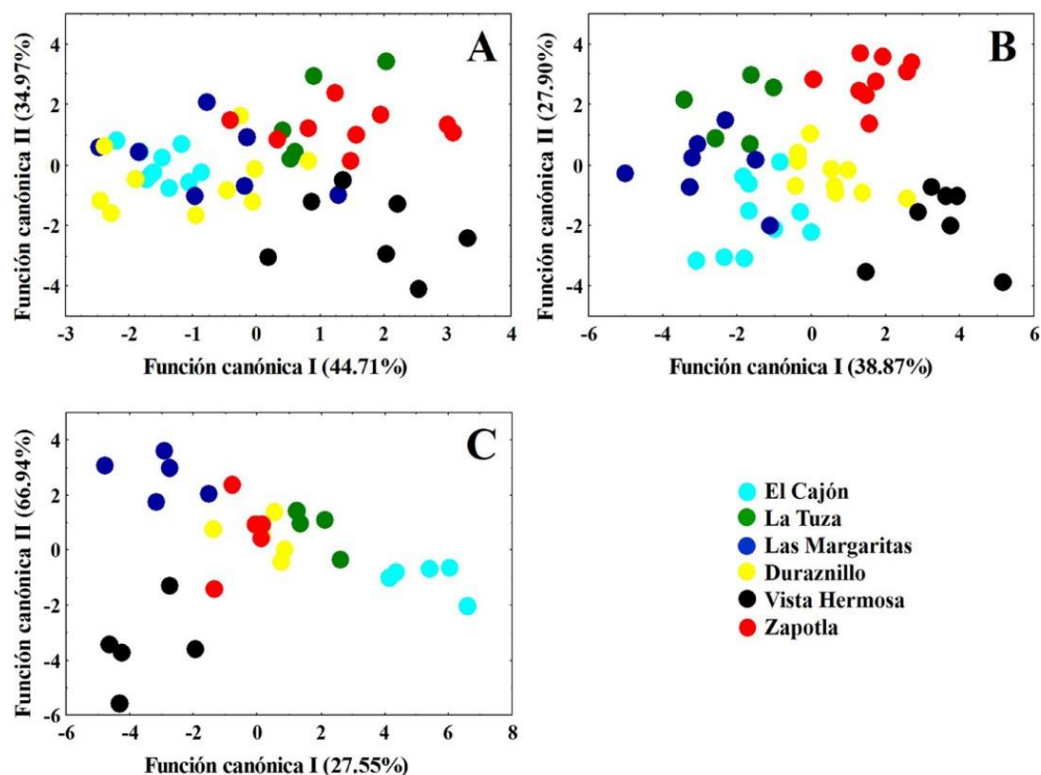 A
Función canónica II (34.97%)
4
2
0
-2
-4
-3 -2 -1 0 1 2 3 4
Función canónica I (44.71%)
B
Función canónica II (27.90%)
4
2
0
-2
-4
-6 -4 -2 0 2 4 6
Función canónica I (38.87%)
C
Función canónica II (66.94%)
4
2
0
-2
-4
-6
-6 -4 -2 0 2 4 6 8
Función canónica I (27.55%)
El Cajón
La Tuza
Las Margaritas
Duraznillo
Vista Hermosa
Zapotla